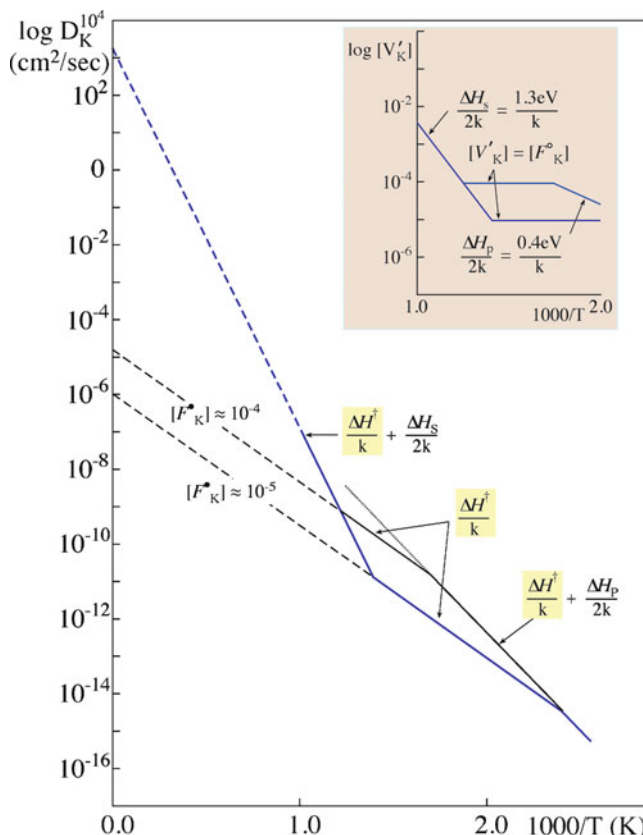 log D_K
(cm²/sec)
10⁴
10²
0
10⁻²
10⁻⁴
10⁻⁶
10⁻⁸
10⁻¹⁰
10⁻¹²
10⁻¹⁴
10⁻¹⁶
0.0 1.0 2.0 1000/T (K)
log [V′_K]
10⁻²
10⁻⁴
10⁻⁶
ΔH_s/2k = 1.3eV/k
[V′_K] = [F°_K]
ΔH_p/2k = 0.4eV/k
1.0 2.0
1000/T
[F•_K] ≈ 10⁻⁴
[F•_K] ≈ 10⁻⁵
ΔH†/k + ΔH_S/2k
ΔH†/k
ΔH†/k + ΔH_P/2k